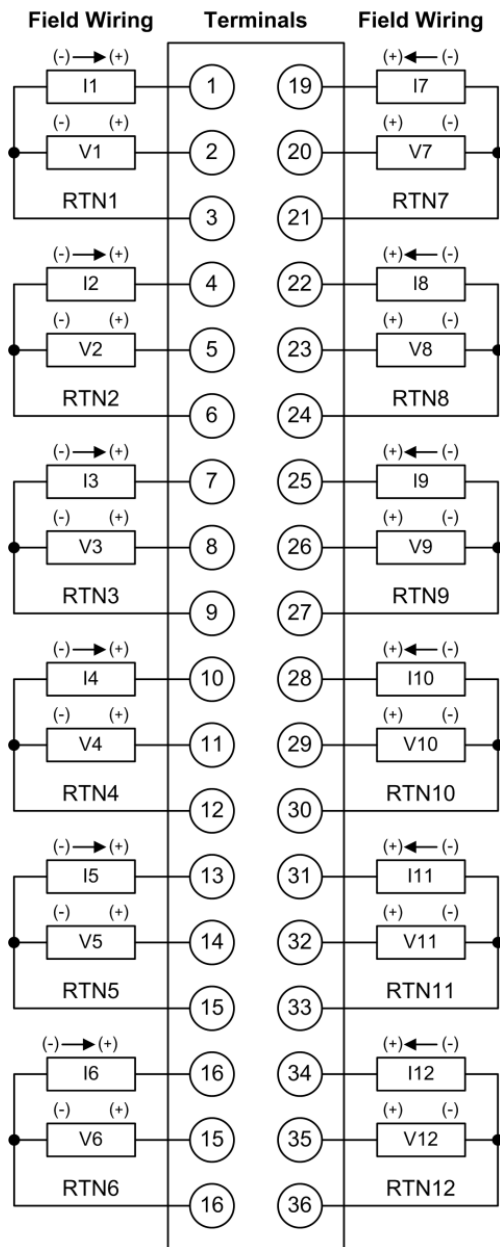 Field Wiring Terminals Field Wiring
(-) (+) (+) (-)
I1 1 19 I7
(-) (+) (+) (-)
V1 2 20 V7
RTN1 3 21 RTN7
(-) (+) (+) (-)
I2 4 22 I8
(-) (+) (+) (-)
V2 5 23 V8
RTN2 6 24 RTN8
(-) (+) (+) (-)
I3 7 25 I9
(-) (+) (+) (-)
V3 8 26 V9
RTN3 9 27 RTN9
(-) (+) (+) (-)
I4 10 28 I10
(-) (+) (+) (-)
V4 11 29 V10
RTN4 12 30 RTN10
(-) (+) (+) (-)
I5 13 31 I11
(-) (+) (+) (-)
V5 14 32 V11
RTN5 15 33 RTN11
(-) (+) (+) (-)
I6 16 34 I12
(-) (+) (+) (-)
V6 15 35 V12
RTN6 16 36 RTN12